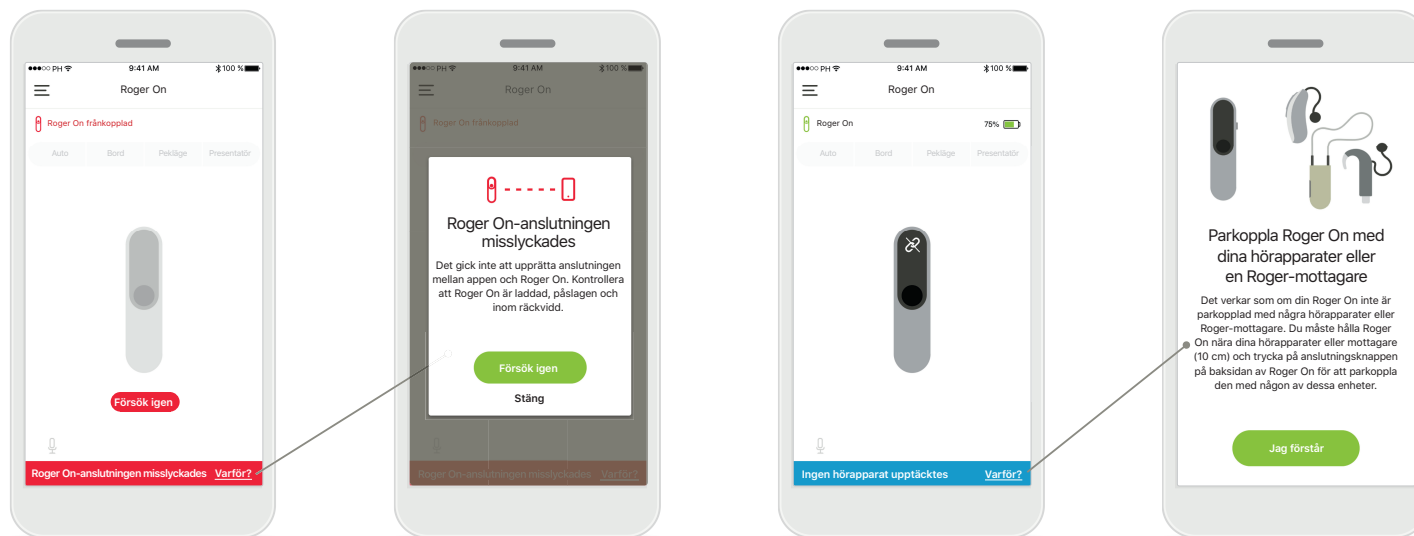 PH 9:41 AM 100 %
Roger On
Roger On frånkopplad
Auto Bord Pekläge Presentatör
Försök igen
Roger On-anslutningen misslyckades Varför?
PH 9:41 AM 100 %
Roger On
Roger On frånkopplad
Roger On-anslutningen
misslyckades
Det gick inte att upprätta anslutningen
mellan appen och Roger On. Kontrollera
att Roger On är laddad, påslagen och
inom räckvidd.
Försök igen
Stäng
Roger On-anslutningen misslyckades Varför?
PH 9:41 AM 100 %
Roger On
Roger On 75%
Auto Bord Pekläge Presentatör
Ingen hörapparat upptäcktes Varför?
Parkoppla Roger On med
dina hörapparater eller
en Roger-mottagare
Det verkar som om din Roger On inte är
parkopplad med några hörapparater eller
Roger-mottagare. Du måste hålla Roger
On nära dina hörapparater eller mottagare
(10 cm) och trycka på anslutningsknappen
på baksidan av Roger On för att parkoppla
den med någon av dessa enheter.
Jag förstår